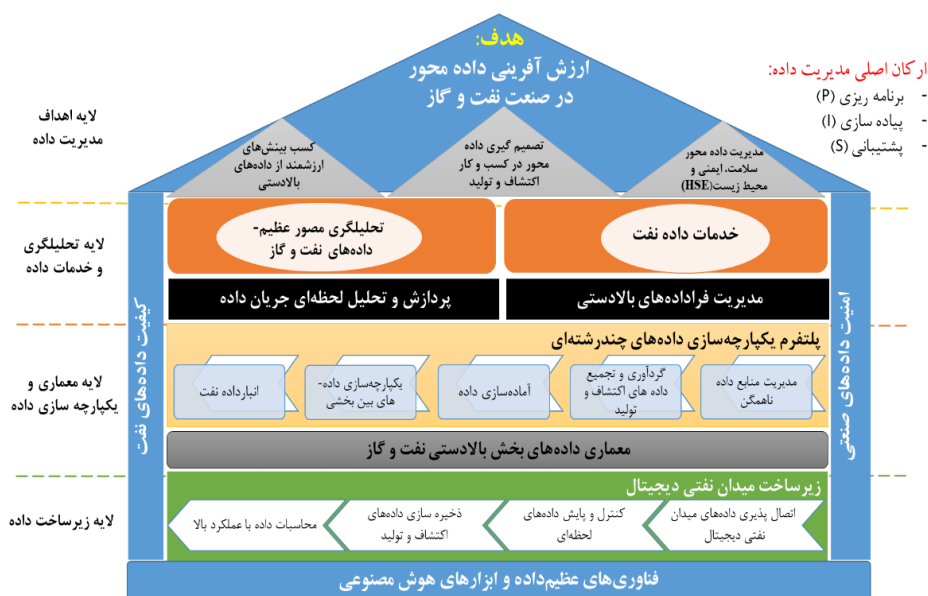 هدف:
ارزش آفرینی داده محور
در صنعت نفت و گاز
ارکان اصلی مدیریت داده:
- برنامه ریزی (P)
- پیاده سازی (I)
- پشتیبانی (S)
لایه اهداف
مدیریت داده
مدیریت داده محور
سلامت، ایمنی و
محیط زیست(HSE)
تصمیم گیری داده
محور در کسب و کار
اکتشاف و تولید
کسب بینش‌های
ارزشمند از داده‌های
بالادستی
لایه تحلیلگری
و خدمات داده
خدمات داده نفت
تحلیلگری مصور عظیم-
داده‌های نفت و گاز
مدیریت فراداده‌های بالادستی
پردازش و تحلیل لحظه‌ای جریان داده
امنیت داده‌های صنعتی
کیفیت داده‌های نفت
لایه معماری و
یکپارچه سازی داده
پلتفرم یکپارچه‌سازی داده‌های چندرشته‌ای
مدیریت منابع داده
ناهمگن
گردآوری و تجمیع
داده های اکتشاف و
تولید
آماده‌سازی داده
یکپارچه‌سازی داده-
های بین بخشی
انبارداده نفت
معماری داده‌های بخش بالادستی نفت و گاز
لایه زیرساخت داده
زیرساخت میدان نفتی دیجیتال
اتصال پذیری داده‌های میدان
نفتی دیجیتال
کنترل و پایش داده‌های
لحظه‌ای
ذخیره سازی داده‌های
اکتشاف و تولید
محاسبات داده با عملکرد بالا
فناوری‌های عظیم‌داده و ابزارهای هوش مصنوعی